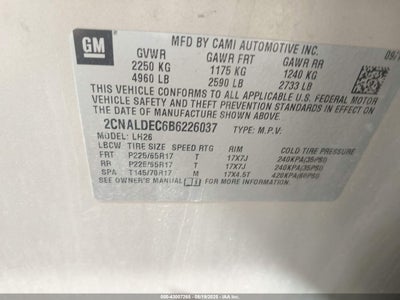 GM
MFD BY CAMI AUTOMOTIVE INC.
GVWR GAWR FRT GAWR RR
2250 KG 1175 KG 1240 KG
4960 LB 2590 LB 2733 LB
THIS VEHICLE CONFORMS TO ALL APPLICABLE U.S. FEDERAL MOTOR
VEHICLE SAFETY AND THEFT PREVENTION STANDARDS IN EFFECT ON THE
DATE OF MANUFACTURE SHOWN ABOVE.
2CNALDEC6B6226037 TYPE: M.P.V.
MODEL: LH26
LBCW TIRE SIZE SPEED RTG RIM COLD TIRE PRESSURE
FRT P225/65R17 T 17X7J 240KPA(35PSI)
RR P225/65R17 T 17X7J 240KPA(35PSI)
SPA T145/70R17 M 17X4.5T 420KPA(60PSI)
SEE OWNER'S MANUAL FOR MORE INFORMATION.